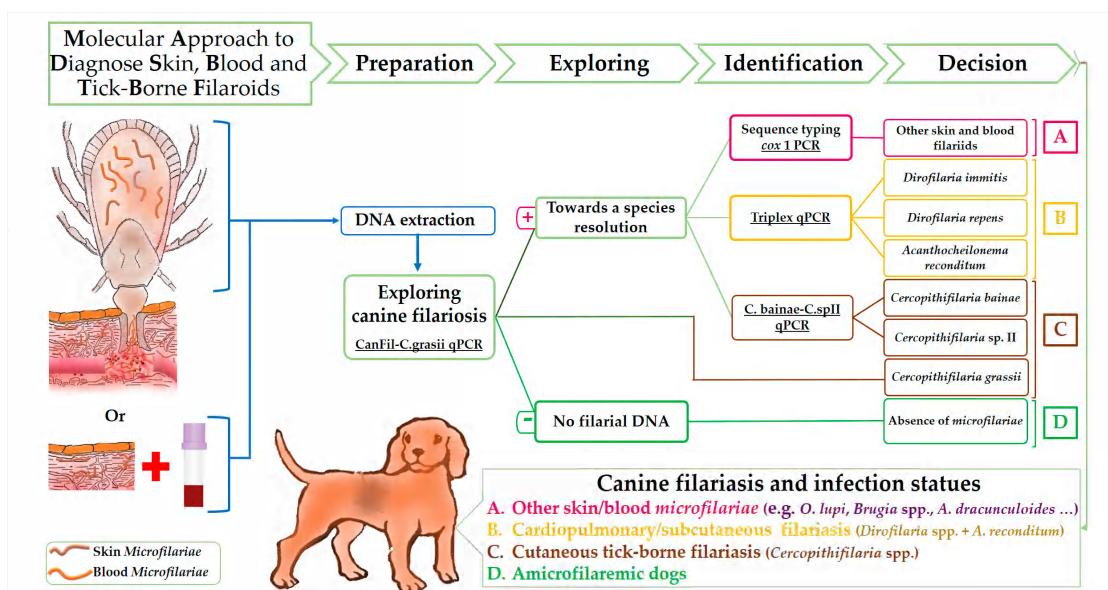 Molecular Approach to
Diagnose Skin, Blood and
Tick-Borne Filaroids
Preparation
Exploring
Identification
Decision
Sequence typing
cox 1 PCR
Other skin and blood
filariids
A
Dirofilaria immitis
DNA extraction
+
Towards a species
resolution
Triplex qPCR
Dirofilaria repens
B
Acanthocheilonema
reconditum
Exploring
canine filariosis
CanFil-C.grasii qPCR
C. bainae-C.spII
qPCR
Cercopithifilaria bainae
Cercopithifilaria sp. II
C
Cercopithifilaria grassii
Or
-
No filarial DNA
Absence of microfilariae
D
Skin Microfilariae
Blood Microfilariae
Canine filariasis and infection statues
A. Other skin/blood microfilariae (e.g. O. lupi, Brugia spp., A. dracunculoides ...)
B. Cardiopulmonary/subcutaneous filariasis (Dirofilaria spp. + A. reconditum)
C. Cutaneous tick-borne filariasis (Cercopithifilaria spp.)
D. Amicrofilaremic dogs